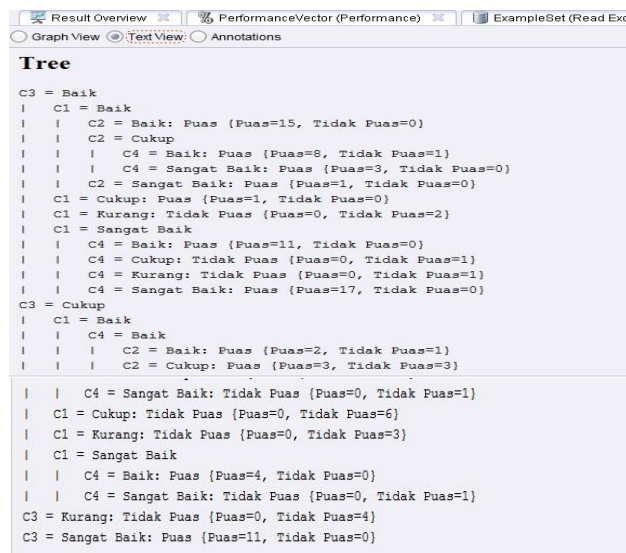 Result Overview % PerformanceVector (Performance) ExampleSet (Read Exc
Graph View Text View Annotations
Tree
C3 = Baik
|   C1 = Baik
|   |   C2 = Baik: Puas {Puas=15, Tidak Puas=0}
|   |   C2 = Cukup
|   |   |   C4 = Baik: Puas {Puas=8, Tidak Puas=1}
|   |   |   C4 = Sangat Baik: Puas {Puas=3, Tidak Puas=0}
|   |   C2 = Sangat Baik: Puas {Puas=1, Tidak Puas=0}
|   C1 = Cukup: Puas {Puas=1, Tidak Puas=0}
|   C1 = Kurang: Tidak Puas {Puas=0, Tidak Puas=2}
|   C1 = Sangat Baik
|   |   C4 = Baik: Puas {Puas=11, Tidak Puas=0}
|   |   C4 = Cukup: Tidak Puas {Puas=0, Tidak Puas=1}
|   |   C4 = Kurang: Tidak Puas {Puas=0, Tidak Puas=1}
|   |   C4 = Sangat Baik: Puas {Puas=17, Tidak Puas=0}
C3 = Cukup
|   C1 = Baik
|   |   C4 = Baik
|   |   |   C2 = Baik: Puas {Puas=2, Tidak Puas=1}
|   |   |   C2 = Cukup: Puas {Puas=3, Tidak Puas=3}
|   |   C4 = Sangat Baik: Tidak Puas {Puas=0, Tidak Puas=1}
|   C1 = Cukup: Tidak Puas {Puas=0, Tidak Puas=6}
|   C1 = Kurang: Tidak Puas {Puas=0, Tidak Puas=3}
|   C1 = Sangat Baik
|   |   C4 = Baik: Puas {Puas=4, Tidak Puas=0}
|   |   C4 = Sangat Baik: Tidak Puas {Puas=0, Tidak Puas=1}
C3 = Kurang: Tidak Puas {Puas=0, Tidak Puas=4}
C3 = Sangat Baik: Puas {Puas=11, Tidak Puas=0}